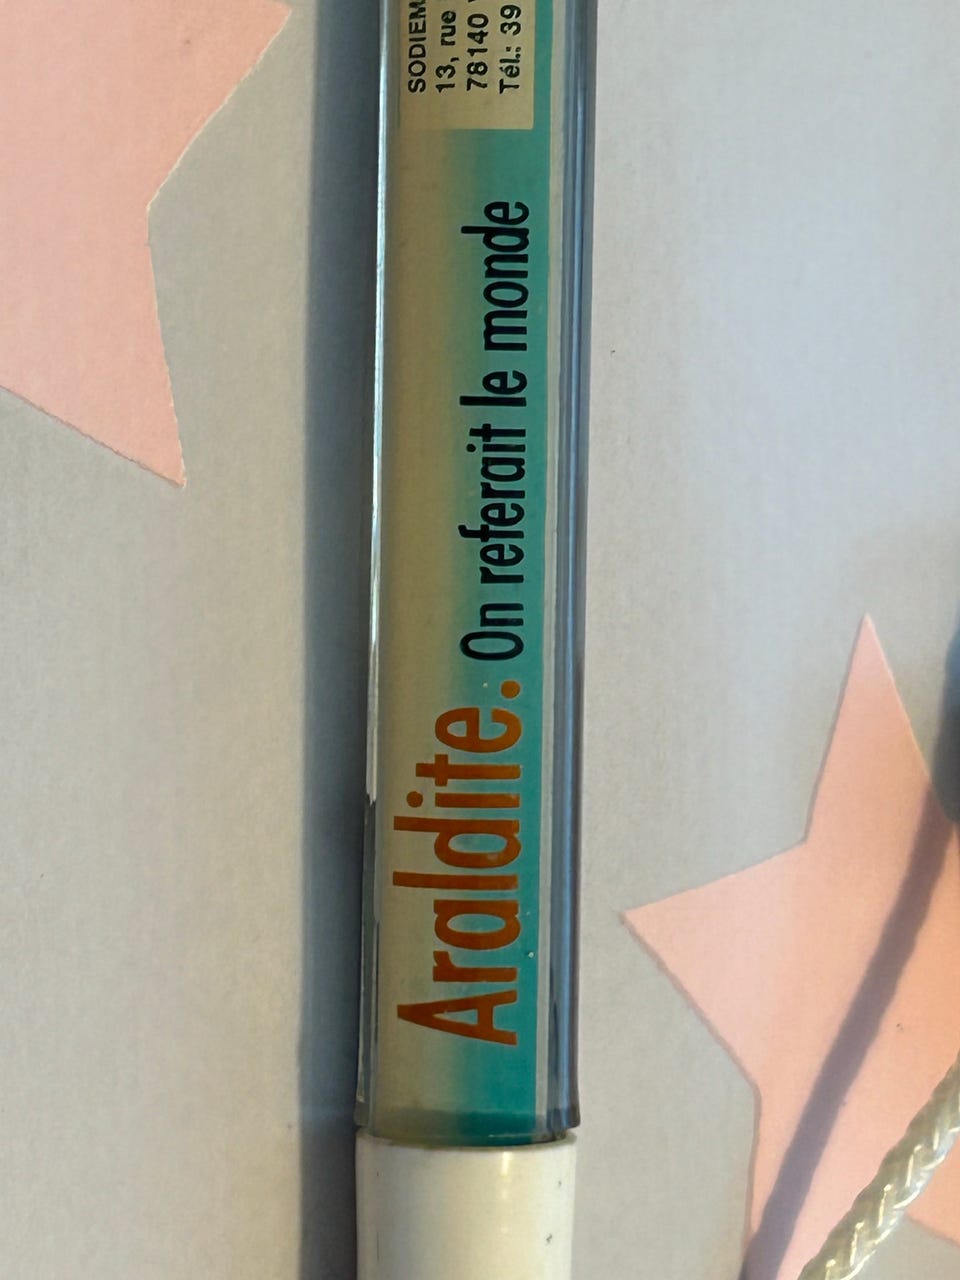 Araldite. On referait le monde
SODIEM
13, rue
78140
Tél.: 39